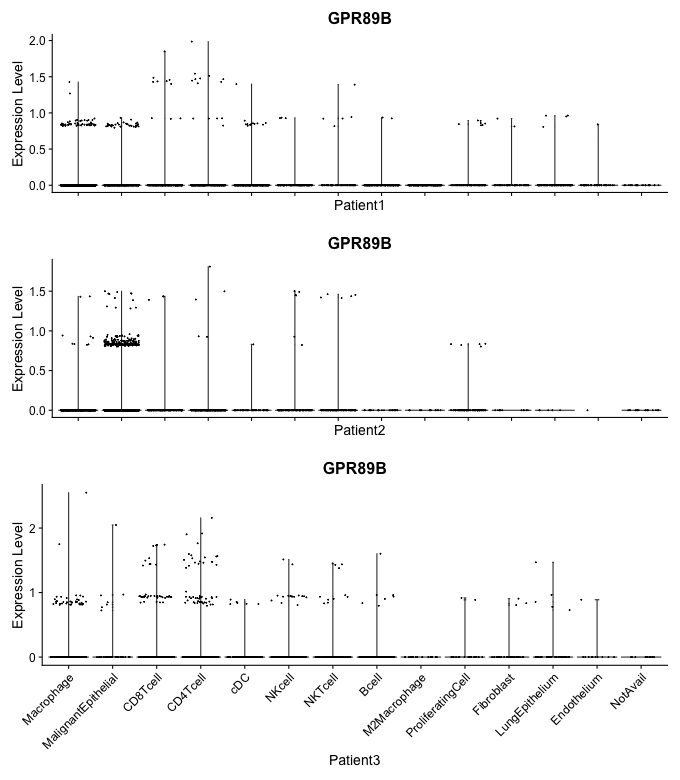 GPR89B
Expression Level
2.0
1.5
1.0
0.5
0.0
Patient1
GPR89B
Expression Level
1.5
1.0
0.5
0.0
Patient2
GPR89B
Expression Level
2
1
0
Macrophage
MalignantEpithelial
CD8Tcell
CD4Tcell
cDC
NKcell
NKTcell
Bcell
M2Macrophage
ProliferatingCell
Fibroblast
LungEpithelium
Endothelium
NotAvail
Patient3